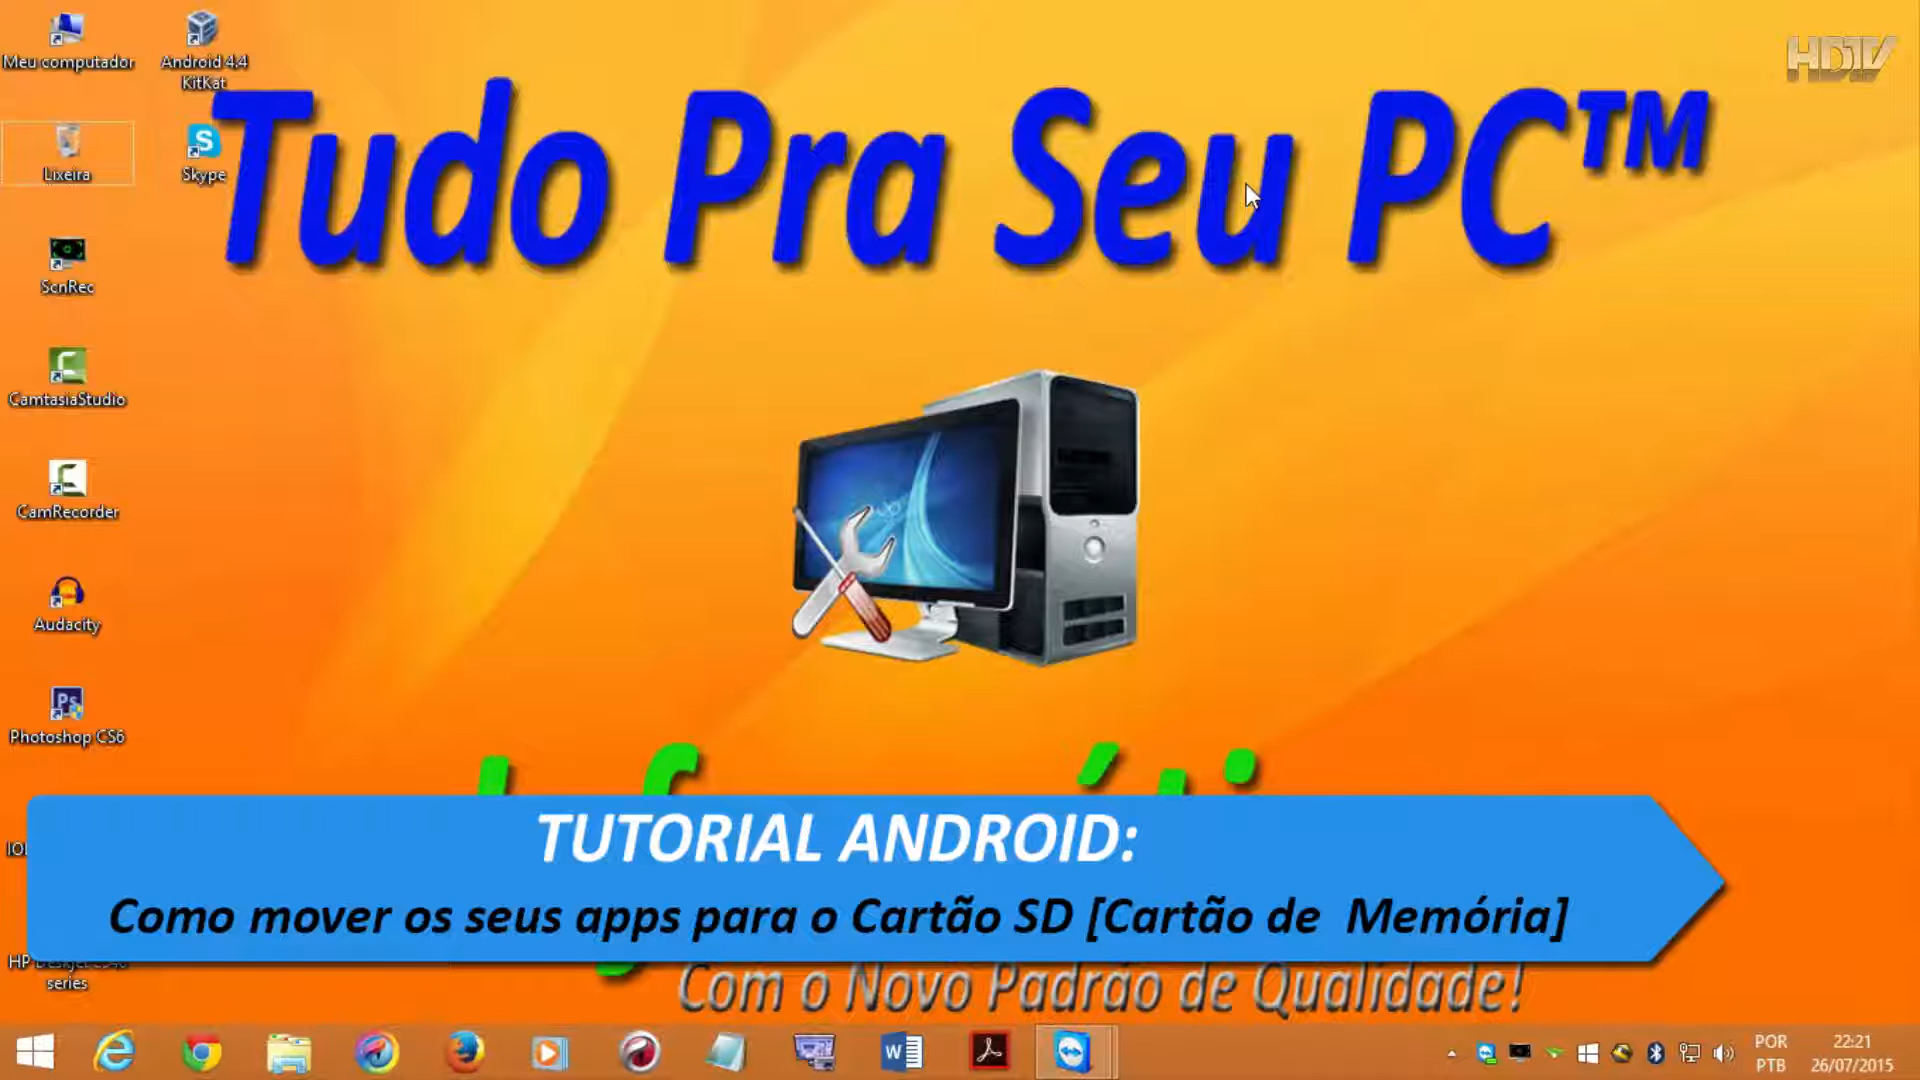 Meu computador
Android 4.4
KitKat
HDTV
Tudo Pra Seu PC™
Lixeira
Skype
ScnRec
CamtasiaStudio
CamRecorder
Audacity
Photoshop CS6
TUTORIAL ANDROID:
Como mover os seus apps para o Cartão SD [Cartão de Memória]
HP
series
Com o Novo Padrão de Qualidade!
POR
PTB
22:21
26/07/2015